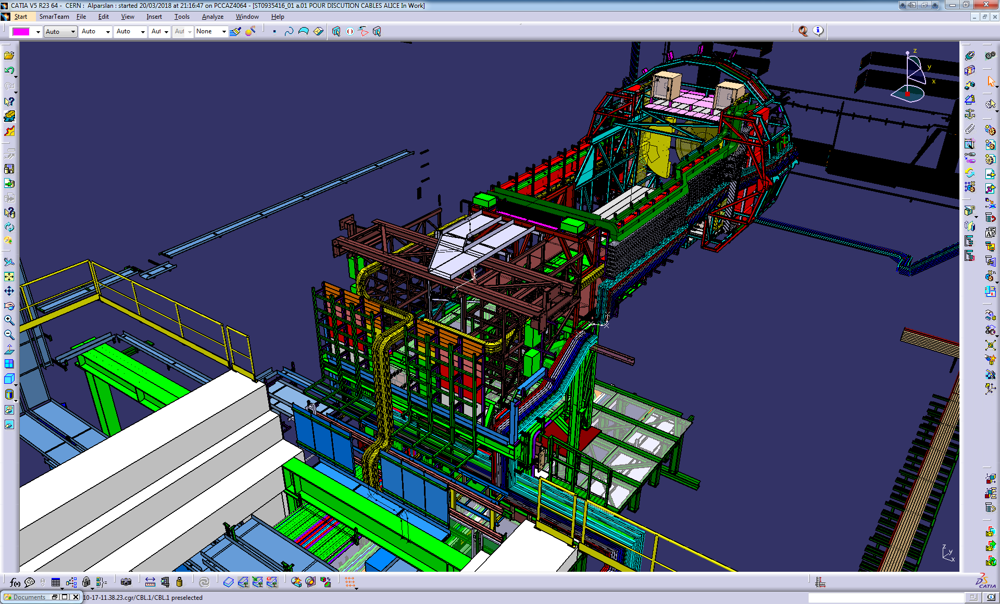 CATIA V5 R23 64 - CERN : Alparslan : started 20/03/2018 at 21:16:47 on PCCAZ4064 - [ST0935416_01 a.01 POUR DISCUTION CABLES ALICE In Work]
Start SmarTeam File Edit View Insert Tools Analyze Window Help
Auto Auto Auto Aut Aut None
z
y
x
z
y
x
f(x)
CATIA
Documents 10-17-11.38.23.cgr/CBL.1/CBL.1 preselected